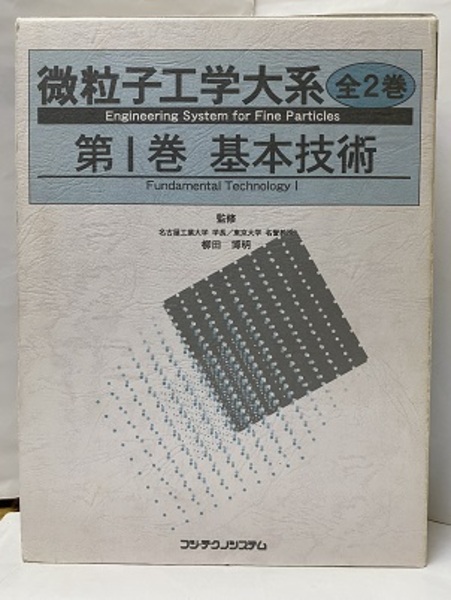 微粒子工学大系 全2巻
Engineering System for Fine Particles
第Ⅰ巻 基本技術
Fundamental Technology Ⅰ
監修
名古屋工業大学 学長/東京大学 名誉教授
柳田 博明
フジ・テクノシステム